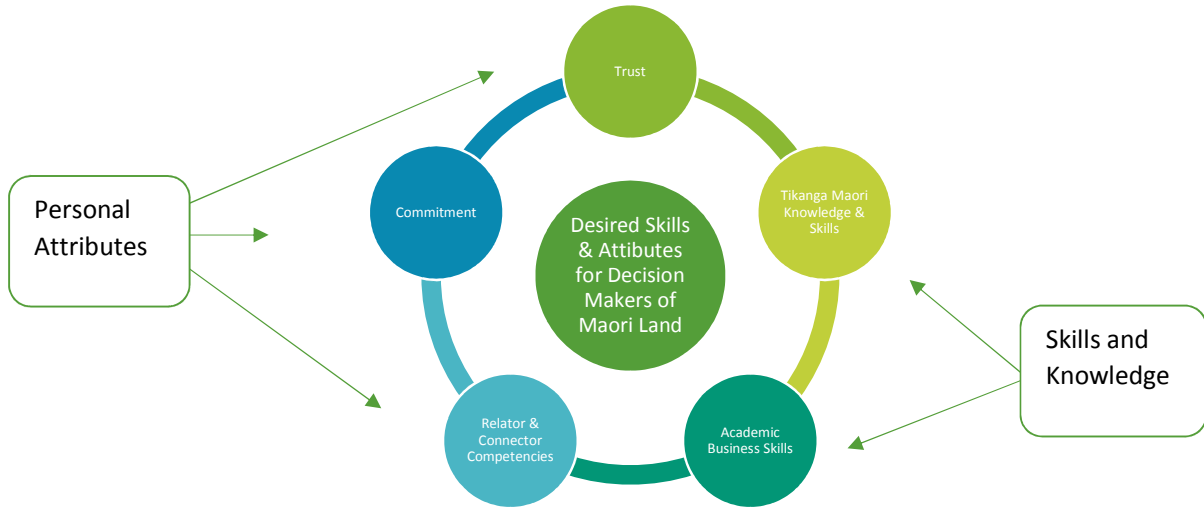 Trust
Personal
Attributes
Commitment
Tikanga Maori
Knowledge &
Skills
Desired Skills
& Attibutes
for Decision
Makers of
Maori Land
Skills and
Knowledge
Relator &
Connector
Competencies
Academic
Business Skills